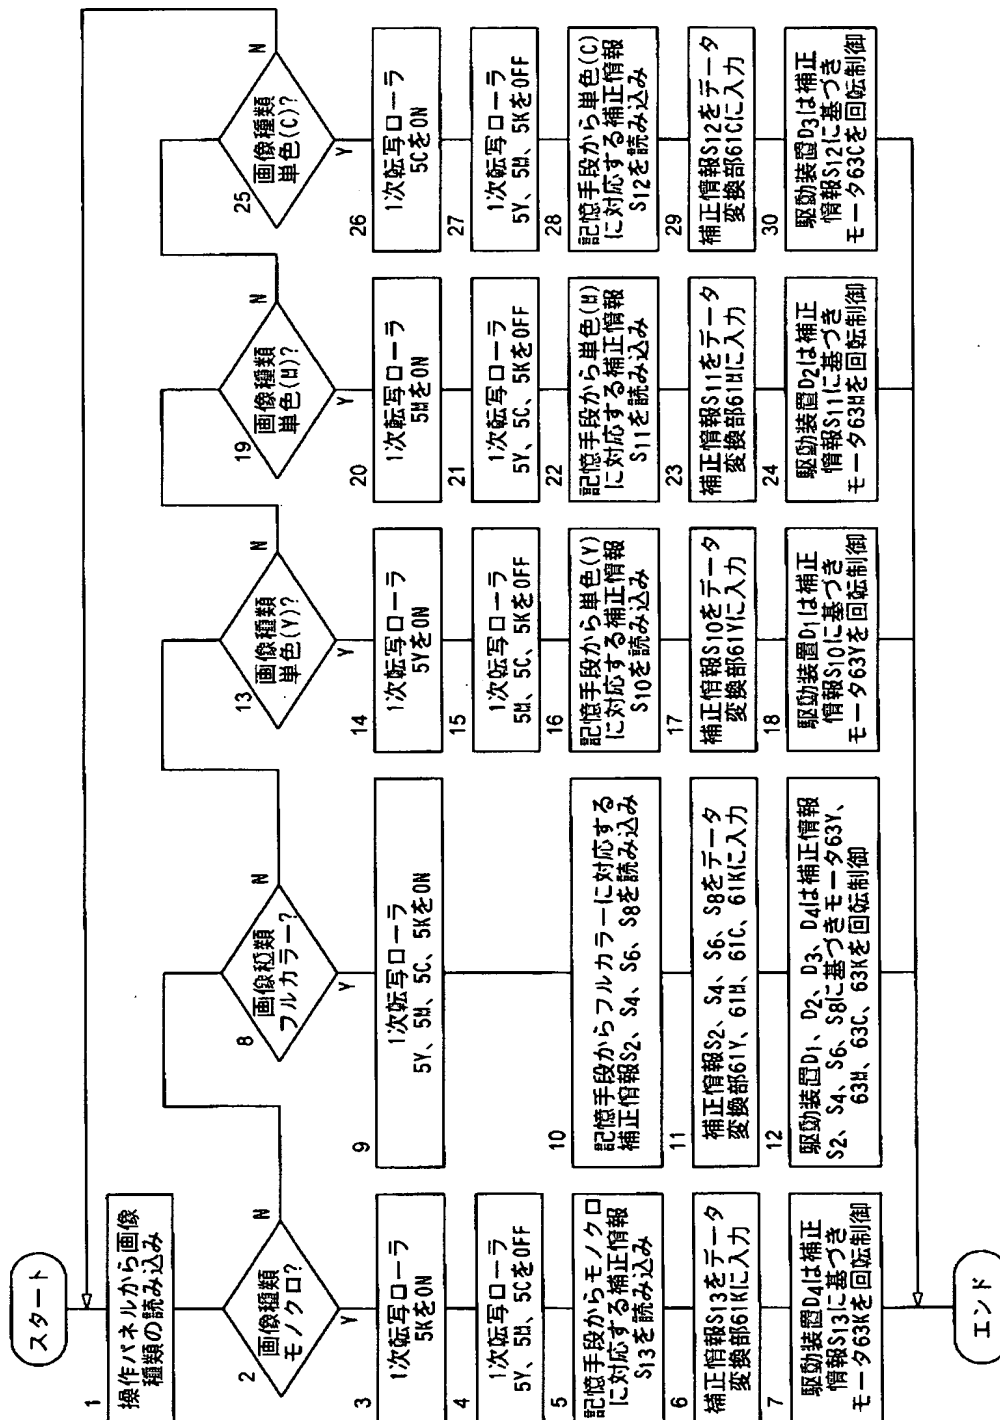 スタート
1
操作パネルから画像
種類の読み込み
2
画像種類
モノクロ?
N
Y
3
1次転写ローラ
5KをON
4
1次転写ローラ
5Y、5M、5CをOFF
5
記憶手段からモノクロ
に対応する補正情報
S13を読み込み
6
補正情報S13をデータ
変換部61Kに入力
7
駆動装置D4は補正
情報S13に基づき
モータ63Kを回転制御
8
画像種類
フルカラー?
N
Y
9
1次転写ローラ
5Y、5M、5C、5KをON
10
記憶手段からフルカラーに対応する
補正情報S2、S4、S6、S8を読み込み
11
補正情報S2、S4、S6、S8をデータ
変換部61Y、61M、61C、61Kに入力
12
駆動装置D1、D2、D3、D4は補正情報
S2、S4、S6、S8に基づきモータ63Y、
63M、63C、63Kを回転制御
13
画像種類
単色(Y)?
N
Y
14
1次転写ローラ
5YをON
15
1次転写ローラ
5M、5C、5KをOFF
16
記憶手段から単色(Y)
に対応する補正情報
S10を読み込み
17
補正情報S10をデータ
変換部61Yに入力
18
駆動装置D1は補正
情報S10に基づき
モータ63Yを回転制御
19
画像種類
単色(M)?
N
Y
20
1次転写ローラ
5MをON
21
1次転写ローラ
5Y、5C、5KをOFF
22
記憶手段から単色(M)
に対応する補正情報
S11を読み込み
23
補正情報S11をデータ
変換部61Mに入力
24
駆動装置D2は補正
情報S11に基づき
モータ63Mを回転制御
25
画像種類
単色(C)?
N
Y
26
1次転写ローラ
5CをON
27
1次転写ローラ
5Y、5M、5KをOFF
28
記憶手段から単色(C)
に対応する補正情報
S12を読み込み
29
補正情報S12をデータ
変換部61Cに入力
30
駆動装置D3は補正
情報S12に基づき
モータ63Cを回転制御
エンド